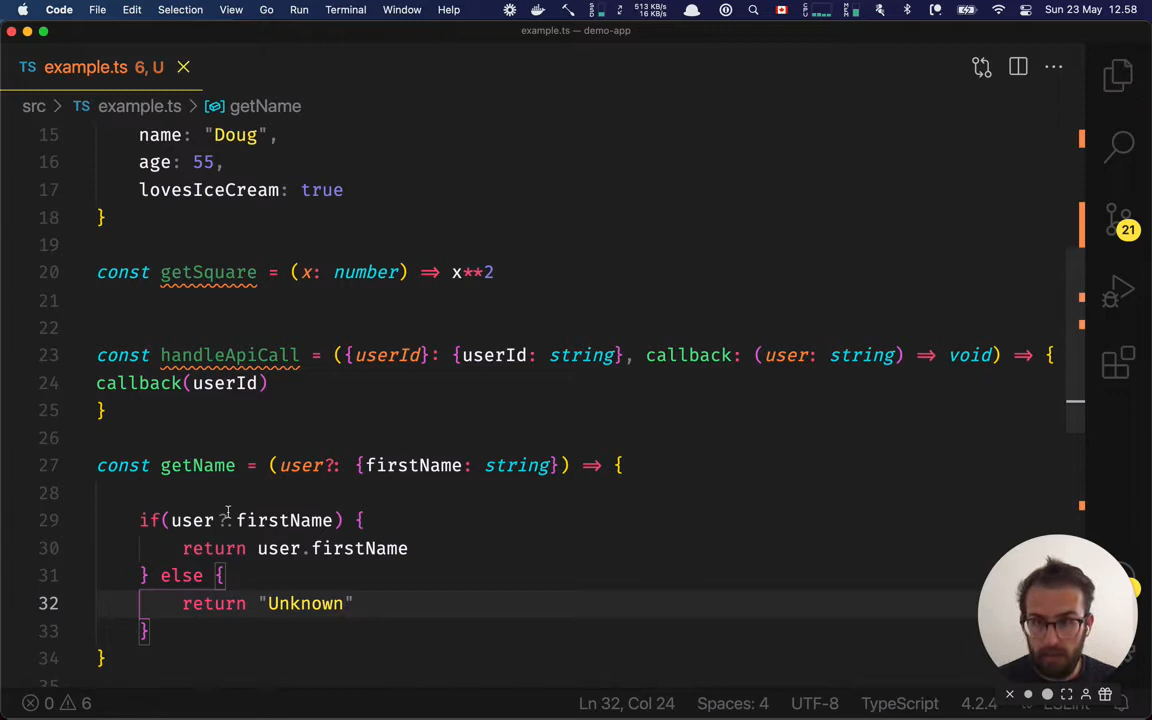 Code File Edit Selection View Go Run Terminal Window Help 513 KB/s 16 KB/s Sun 23 May 12.58
example.ts — demo-app
TS example.ts 6, U
src > TS example.ts > getName
15 name: "Doug",
16 age: 55,
17 lovesIceCream: true
18 }
19
20 const getSquare = (x: number) => x**2
21
22
23 const handleApiCall = ({userId}: {userId: string}, callback: (user: string) => void) => {
24 callback(userId)
25 }
26
27 const getName = (user?: {firstName: string}) => {
28
29 if(user?.firstName) {
30 return user.firstName
31 } else {
32 return "Unknown"
33 }
34 }
21
0 6 Ln 32, Col 24 Spaces: 4 UTF-8 LF TypeScript 4.2.4